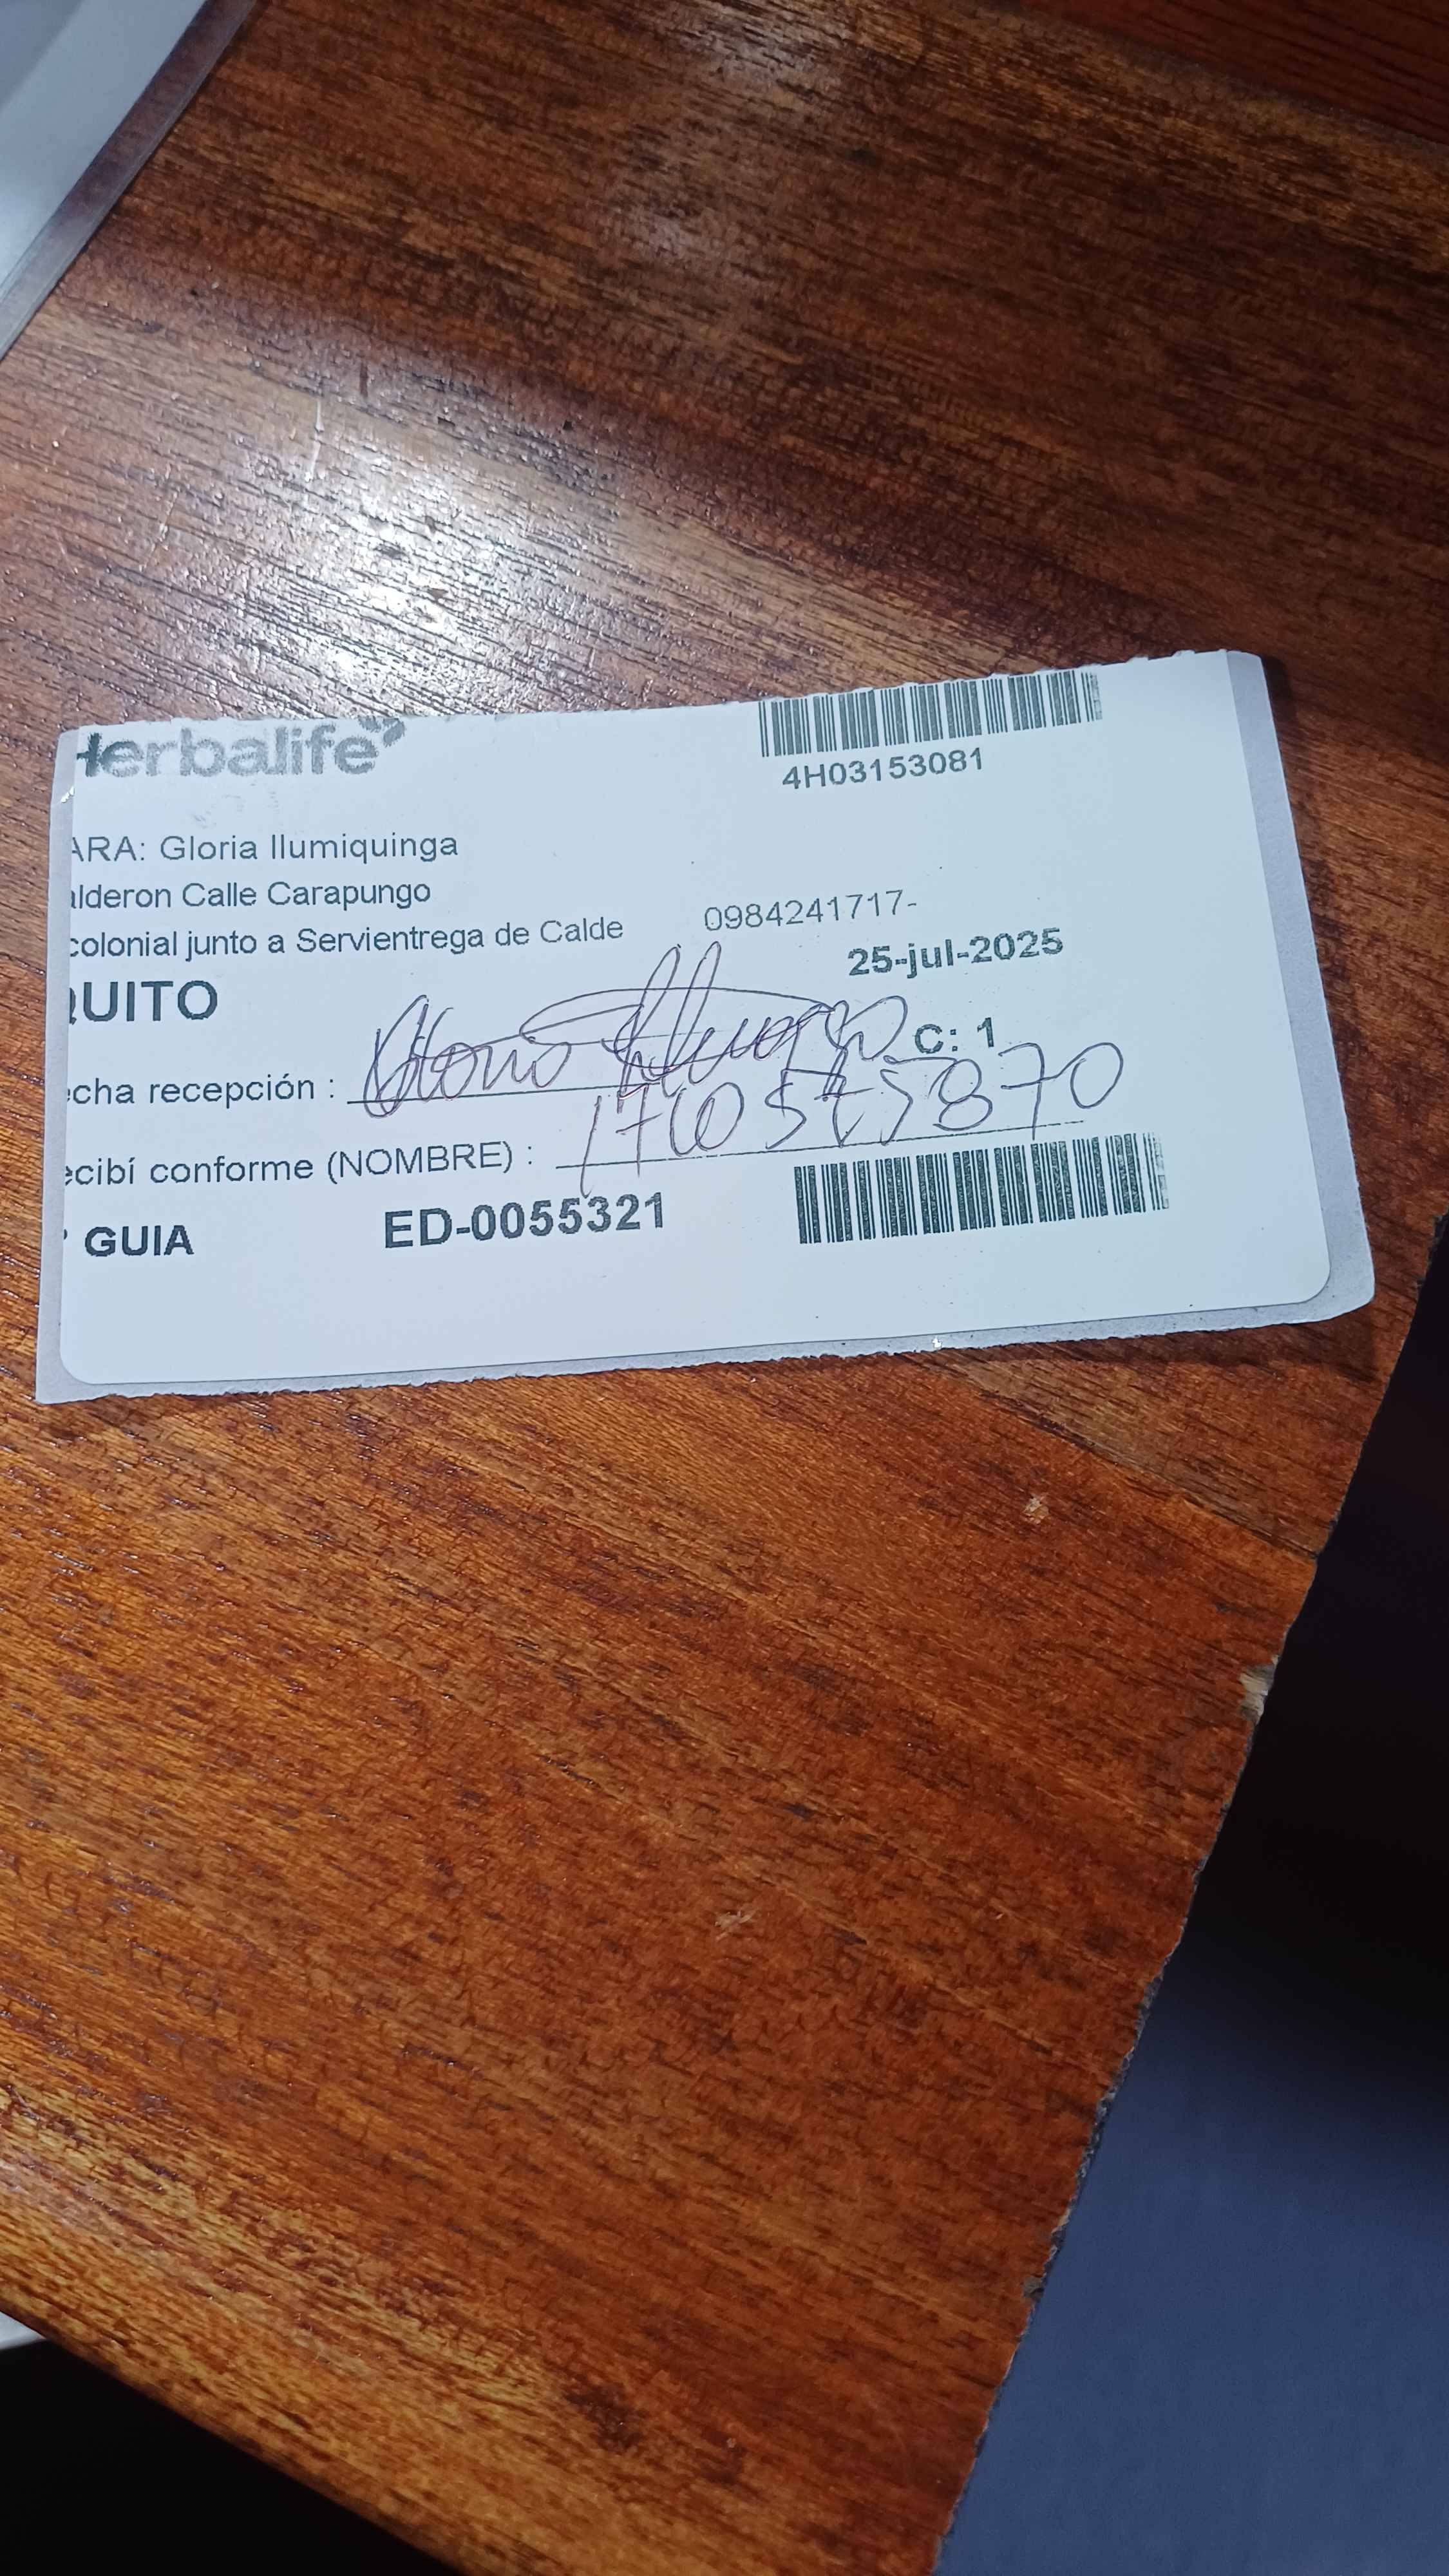 Herbalife
4H03153081
ARA: Gloria Ilumiquinga
alderon Calle Carapungo
colonial junto a Servientrega de Calde 0984241717-
25-jul-2025
QUITO
C: 1
echa recepción :
ecibí conforme (NOMBRE) :
GUIA ED-0055321